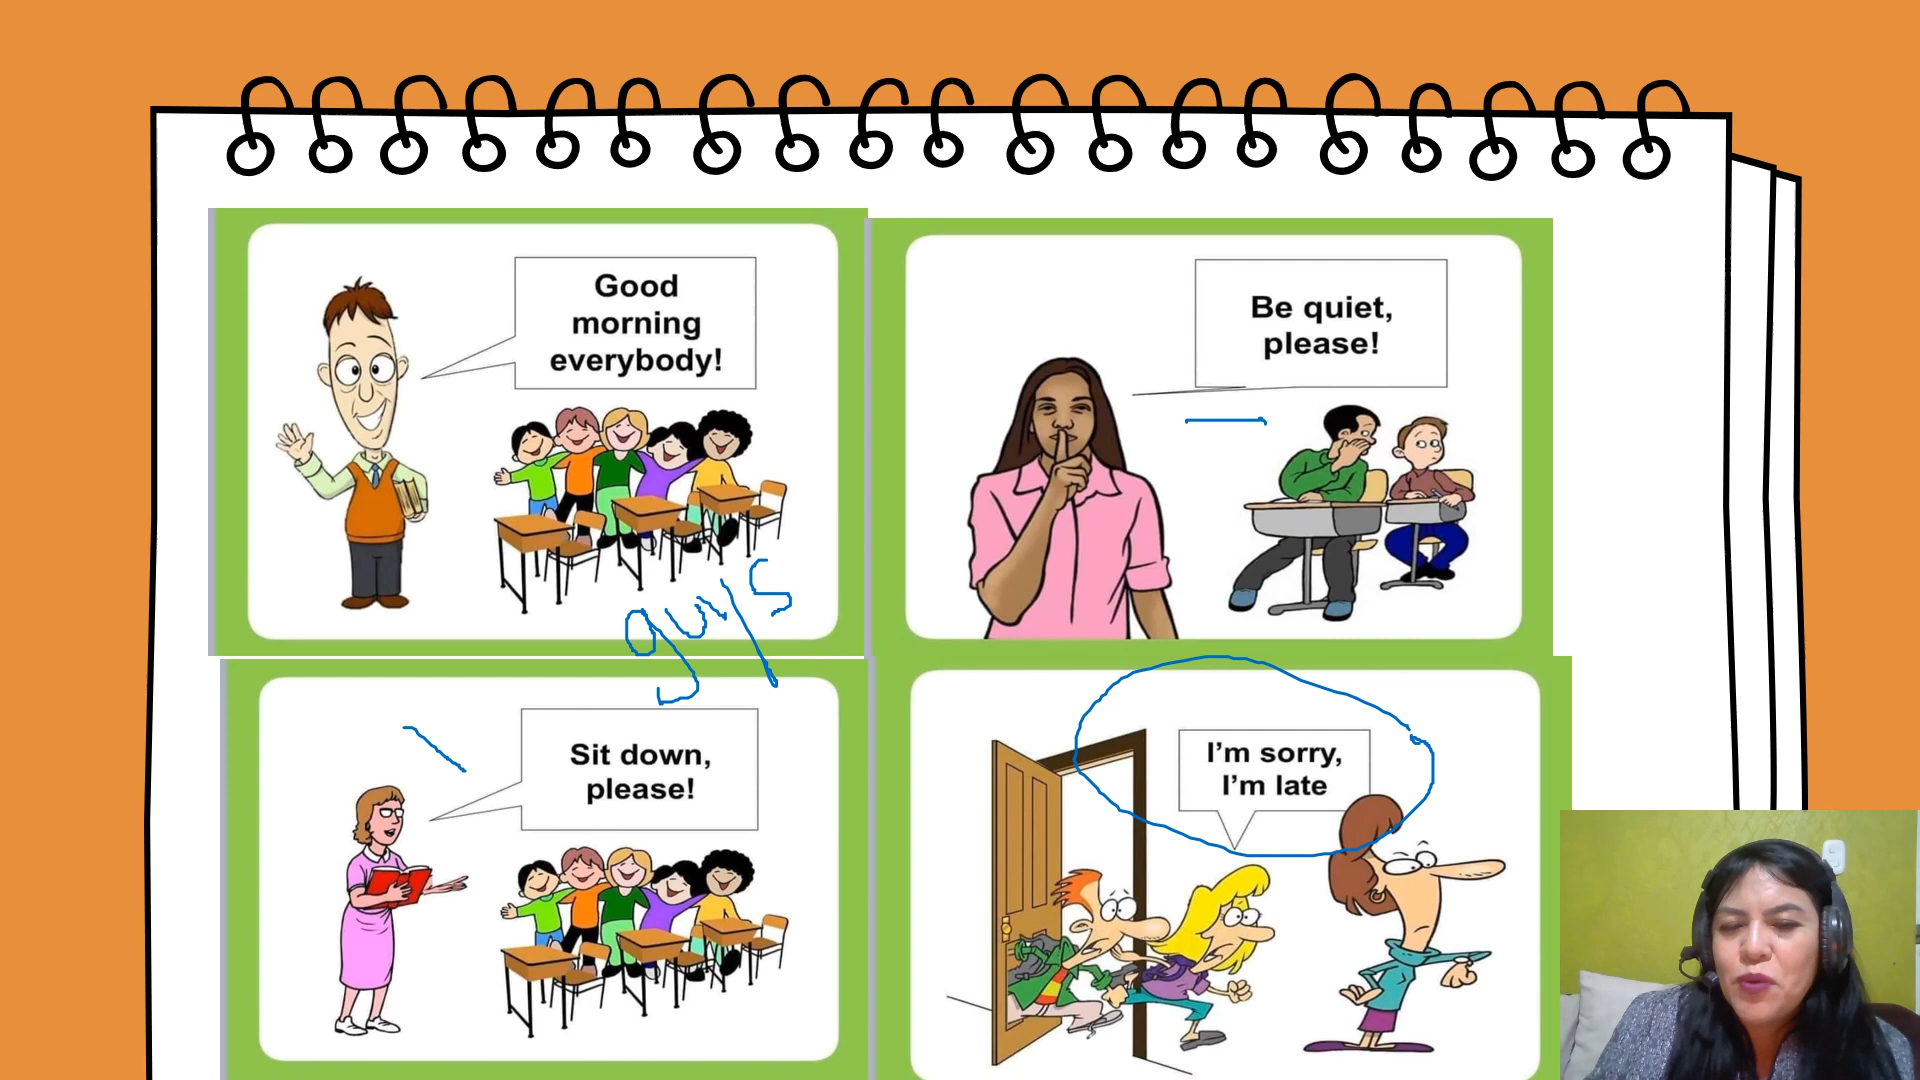 Good
morning
everybody!
Be quiet,
please!
guys
Sit down,
please!
I'm sorry,
I'm late